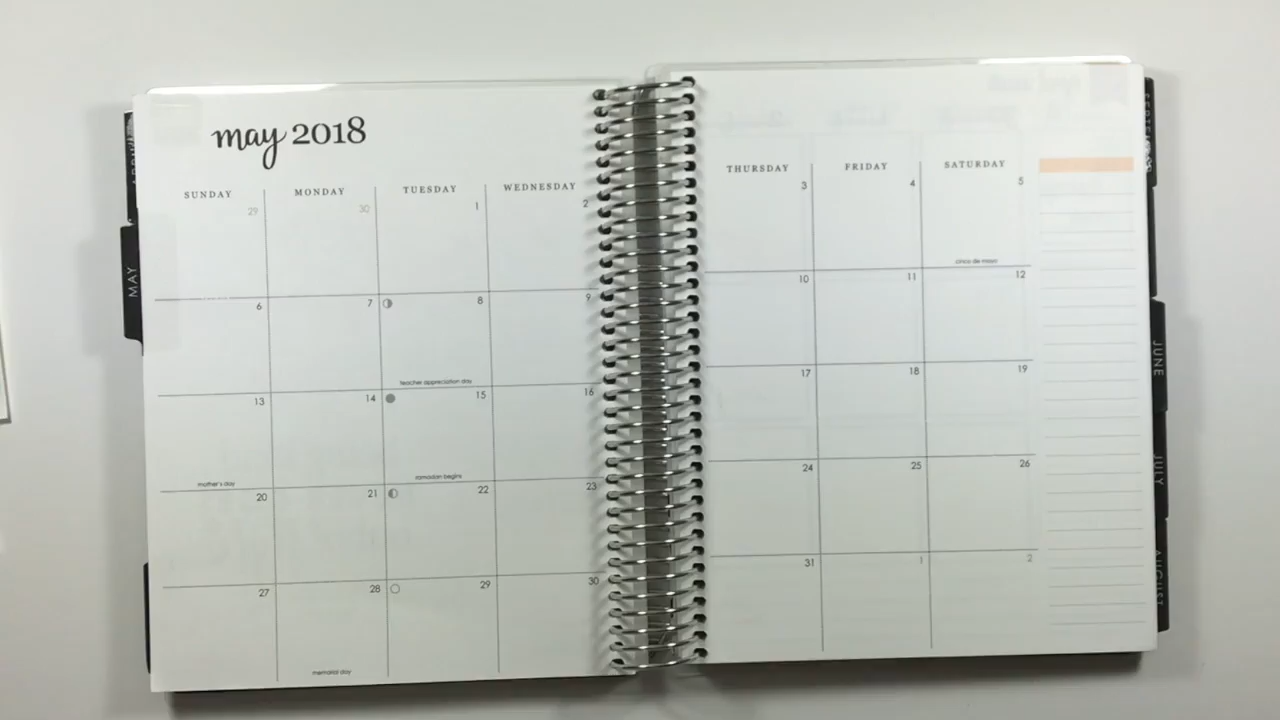 may 2018
SUNDAY MONDAY TUESDAY WEDNESDAY THURSDAY FRIDAY SATURDAY
29 30 1 2 3 4 5
cinco de mayo
6 7 8 9 10 11 12
teacher appreciation day
13 14 15 16 17 18 19
mother's day ramadan begins
20 21 22 23 24 25 26
27 28 29 30 31 1 2
memorial day
MAY
JUNE
JULY
AUGUST